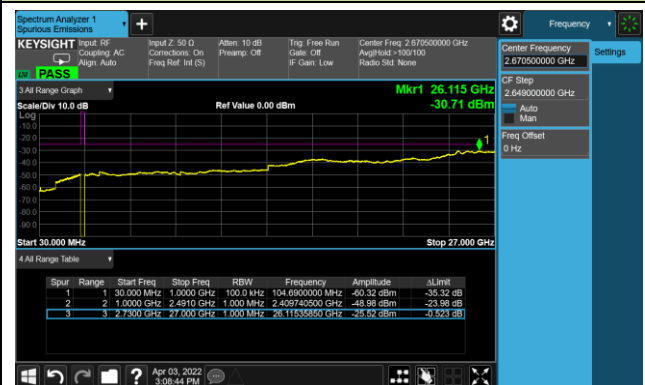 Spectrum Analyzer 1
Spurious Emissions
Frequency
KEYSIGHT Input: RF Input Z: 50 Ω Atten: 10 dB Trig: Free Run Center Freq: 2.670500000 GHz
Coupling: AC Corrections: On Preamp: Off Gate: Off Avg|Hold:>100/100
Align: Auto Freq Ref: Int (S) IF Gain: Low Radio Std: None
PASS
Center Frequency
2.670500000 GHz
Settings
CF Step
2.649000000 GHz
Auto
Man
Freq Offset
0 Hz
3 All Range Graph
Mkr1 26.115 GHz
Scale/Div 10.0 dB Ref Value 0.00 dBm -30.71 dBm
Log
-10.0
-20.0
-30.0
-40.0
-50.0
-60.0
-70.0
-80.0
-90.0
1
Start 30.000 MHz Stop 27.000 GHz
4 All Range Table
Spur Range Start Freq Stop Freq RBW Frequency Amplitude ΔLimit
1 1 30.000 MHz 1.0000 GHz 100.0 kHz 104.6900000 MHz -60.32 dBm -35.32 dB
2 2 1.0000 GHz 2.4910 GHz 1.000 MHz 2.409740500 GHz -48.98 dBm -23.98 dB
3 3 2.7300 GHz 27.000 GHz 1.000 MHz 26.11535850 GHz -25.52 dBm -0.523 dB
Apr 03, 2022
3:08:44 PM